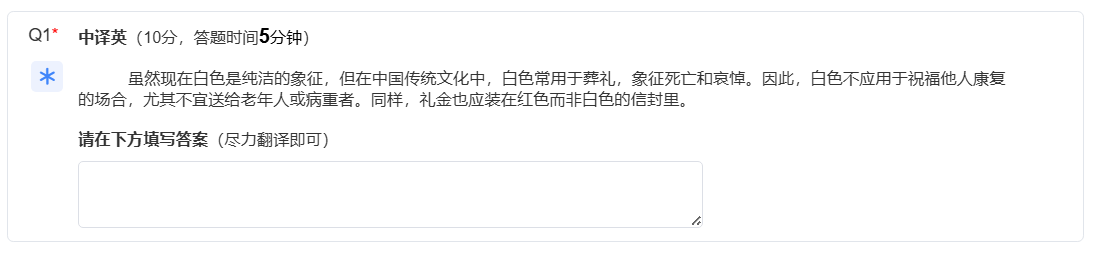 Q1* 中译英（10分，答题时间5分钟）
虽然现在白色是纯洁的象征，但在中国传统文化中，白色常用于葬礼，象征死亡和哀悼。因此，白色不应用于祝福他人康复
的场合，尤其不宜送给老年人或病重者。同样，礼金也应装在红色而非白色的信封里。
请在下方填写答案（尽力翻译即可）